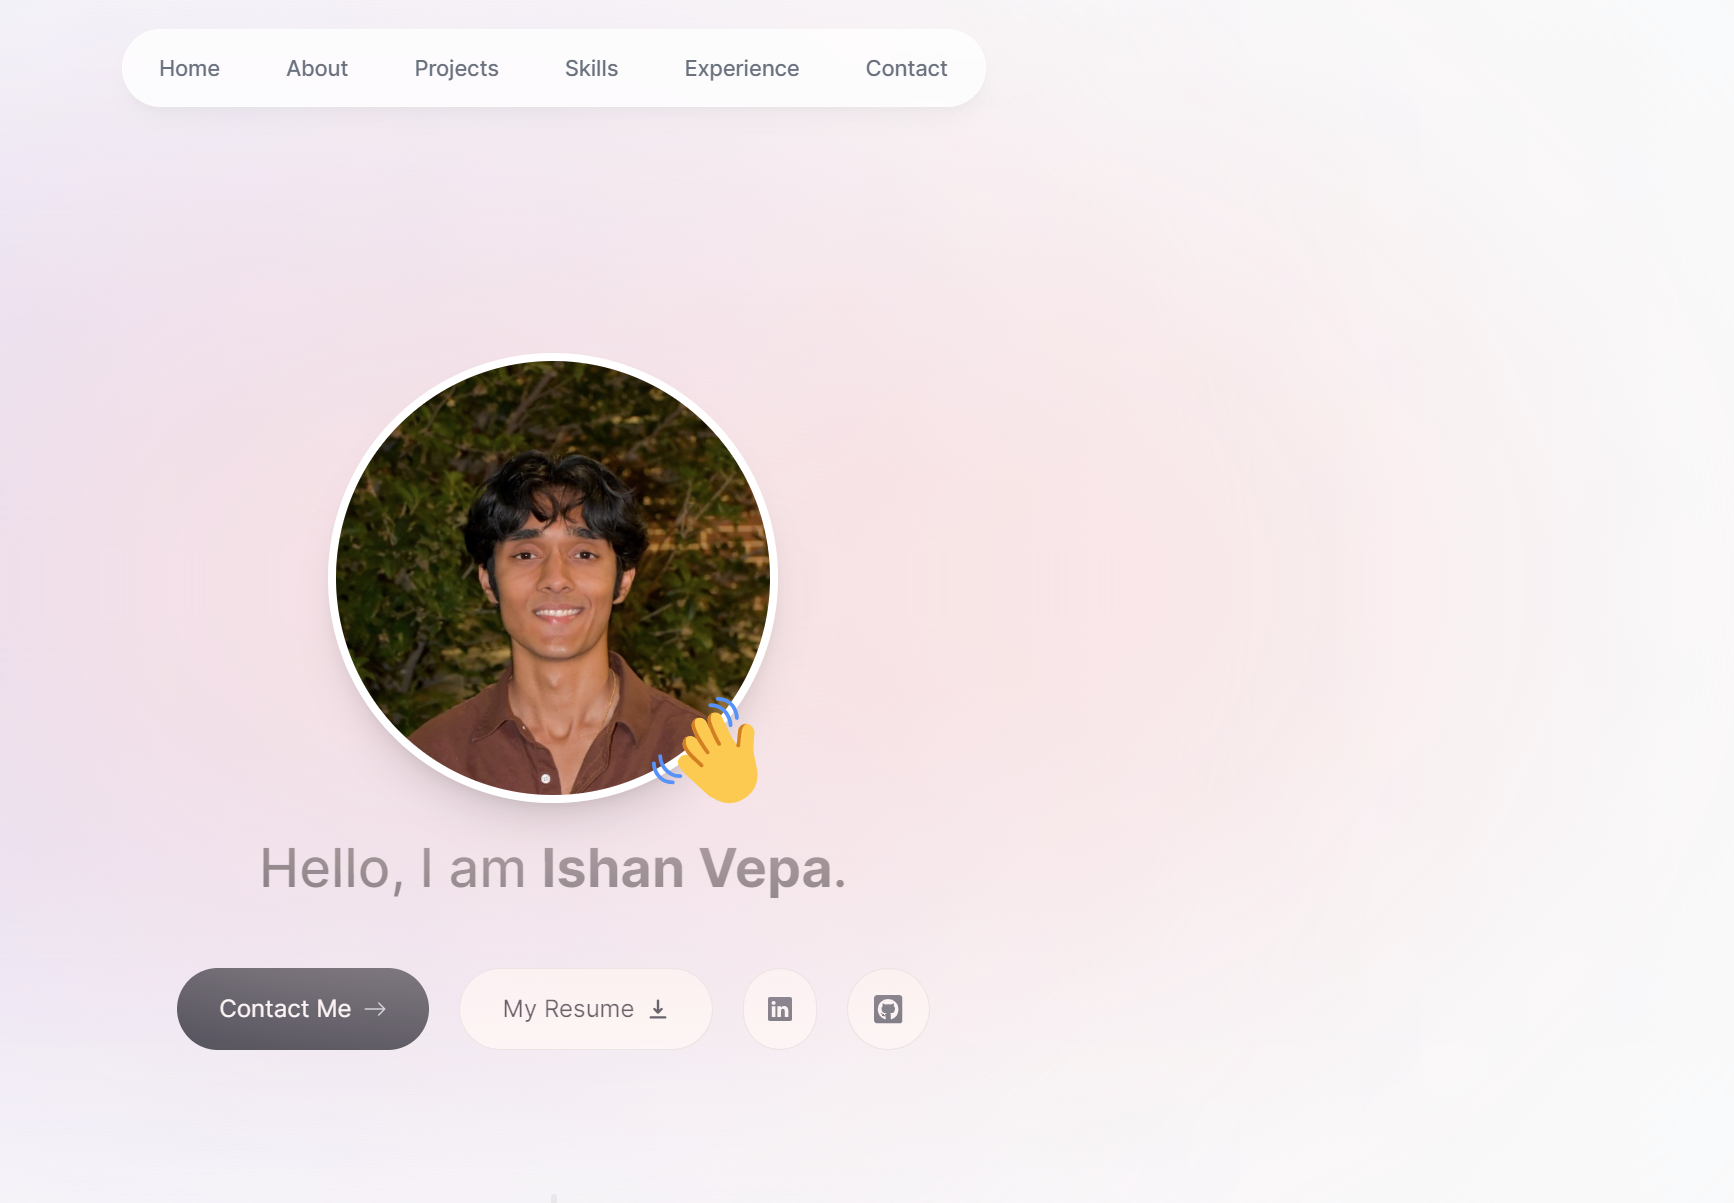 Home About Projects Skills Experience Contact
Hello, I am Ishan Vepa.
Contact Me → My Resume in